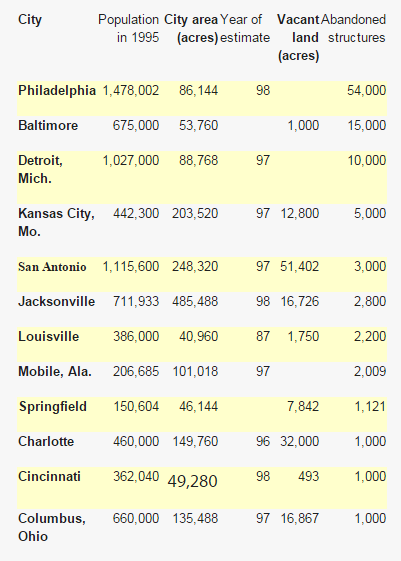 City Population City area Year of Vacant Abandoned
in 1995 (acres) estimate land structures
(acres)
Philadelphia 1,478,002 86,144 98 54,000
Baltimore 675,000 53,760 1,000 15,000
Detroit, 1,027,000 88,768 97 10,000
Mich.
Kansas City, 442,300 203,520 97 12,800 5,000
Mo.
San Antonio 1,115,600 248,320 97 51,402 3,000
Jacksonville 711,933 485,488 98 16,726 2,800
Louisville 386,000 40,960 87 1,750 2,200
Mobile, Ala. 206,685 101,018 97 2,009
Springfield 150,604 46,144 7,842 1,121
Charlotte 460,000 149,760 96 32,000 1,000
Cincinnati 362,040 49,280 98 493 1,000
Columbus, 660,000 135,488 97 16,867 1,000
Ohio